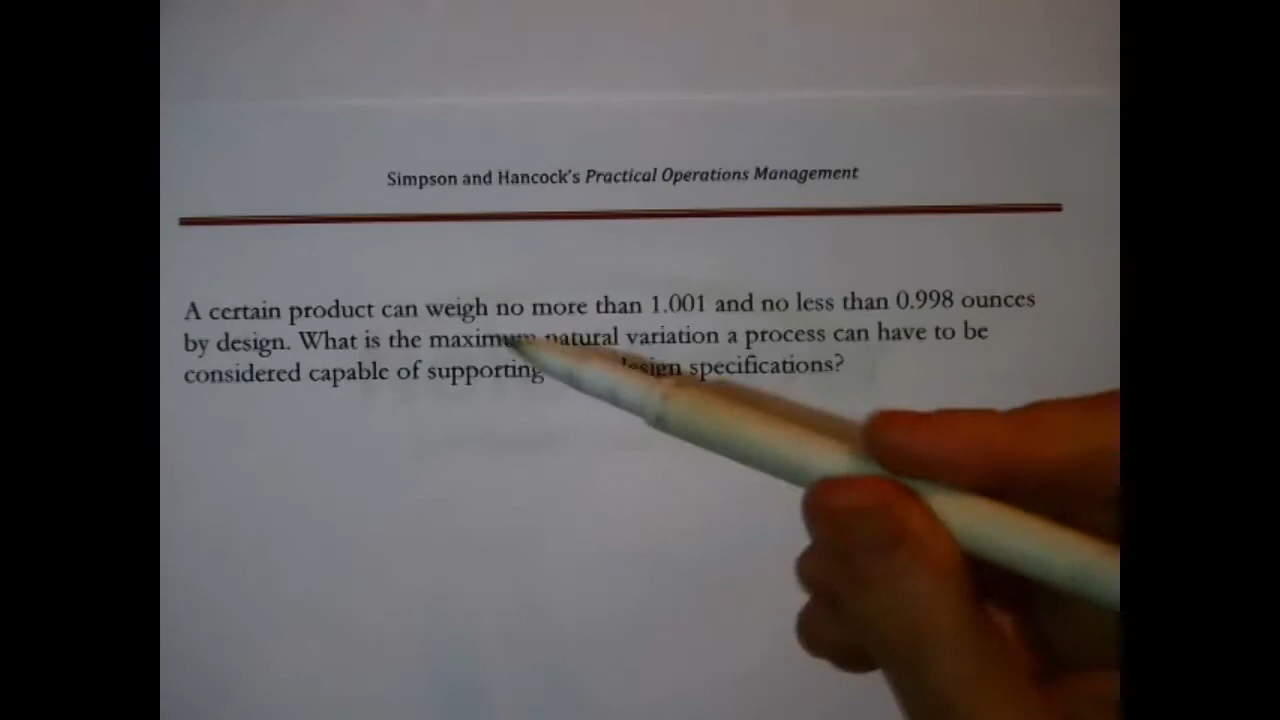 Simpson and Hancock's Practical Operations Management
A certain product can weigh no more than 1.001 and no less than 0.998 ounces
by design. What is the maximum natural variation a process can have to be
considered capable of supporting design specifications?